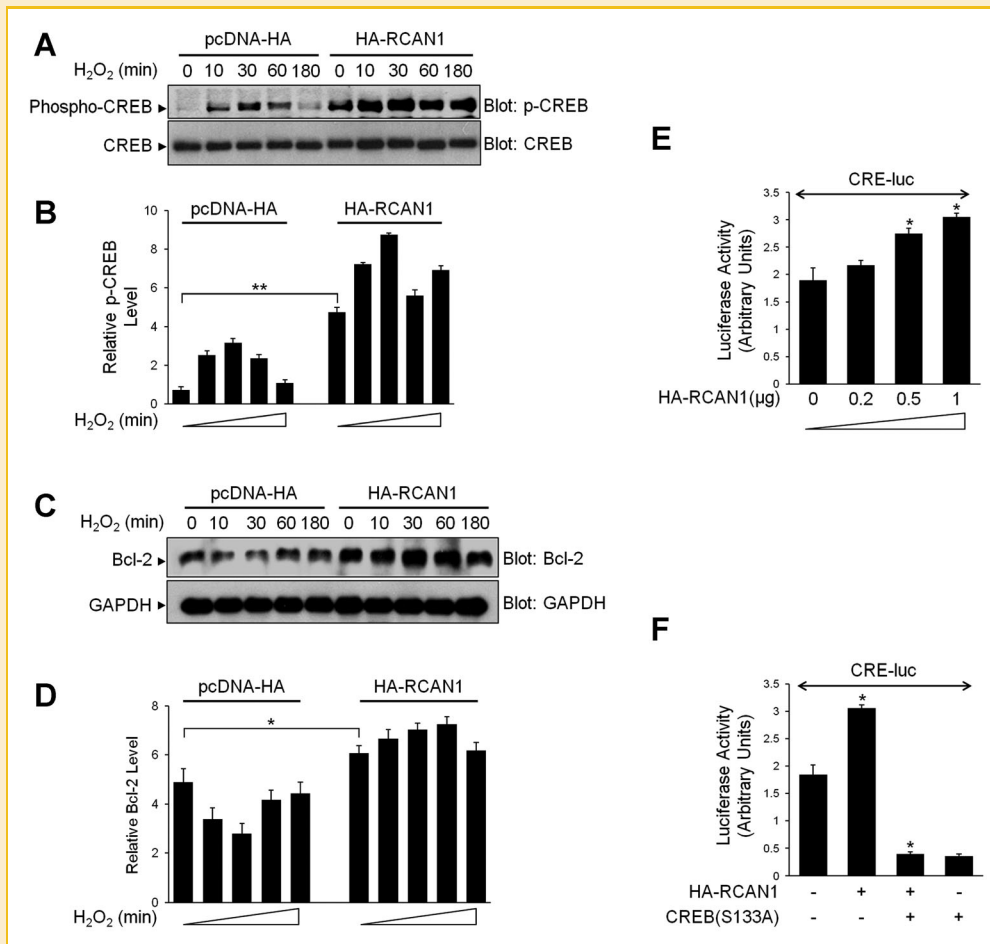 A
pcDNA-HA HA-RCAN1
H₂O₂ (min) 0 10 30 60 180 0 10 30 60 180
Phospho-CREB Blot: p-CREB
CREB Blot: CREB
B
pcDNA-HA HA-RCAN1
Relative p-CREB
Level
10
8
6
4
2
0
**
H₂O₂ (min)
C
pcDNA-HA HA-RCAN1
H₂O₂ (min) 0 10 30 60 180 0 10 30 60 180
Bcl-2 Blot: Bcl-2
GAPDH Blot: GAPDH
D
pcDNA-HA HA-RCAN1
Relative Bcl-2 Level
8
6
4
2
0
*
H₂O₂ (min)
E
CRE-luc
Luciferase Activity
(Arbitrary Units)
3.5
3
2.5
2
1.5
1
0.5
0
* *
HA-RCAN1(µg) 0 0.2 0.5 1
F
CRE-luc
Luciferase Activity
(Arbitrary Units)
3.5
3
2.5
2
1.5
1
0.5
0
* *
HA-RCAN1 - + + -
CREB(S133A) - - + +